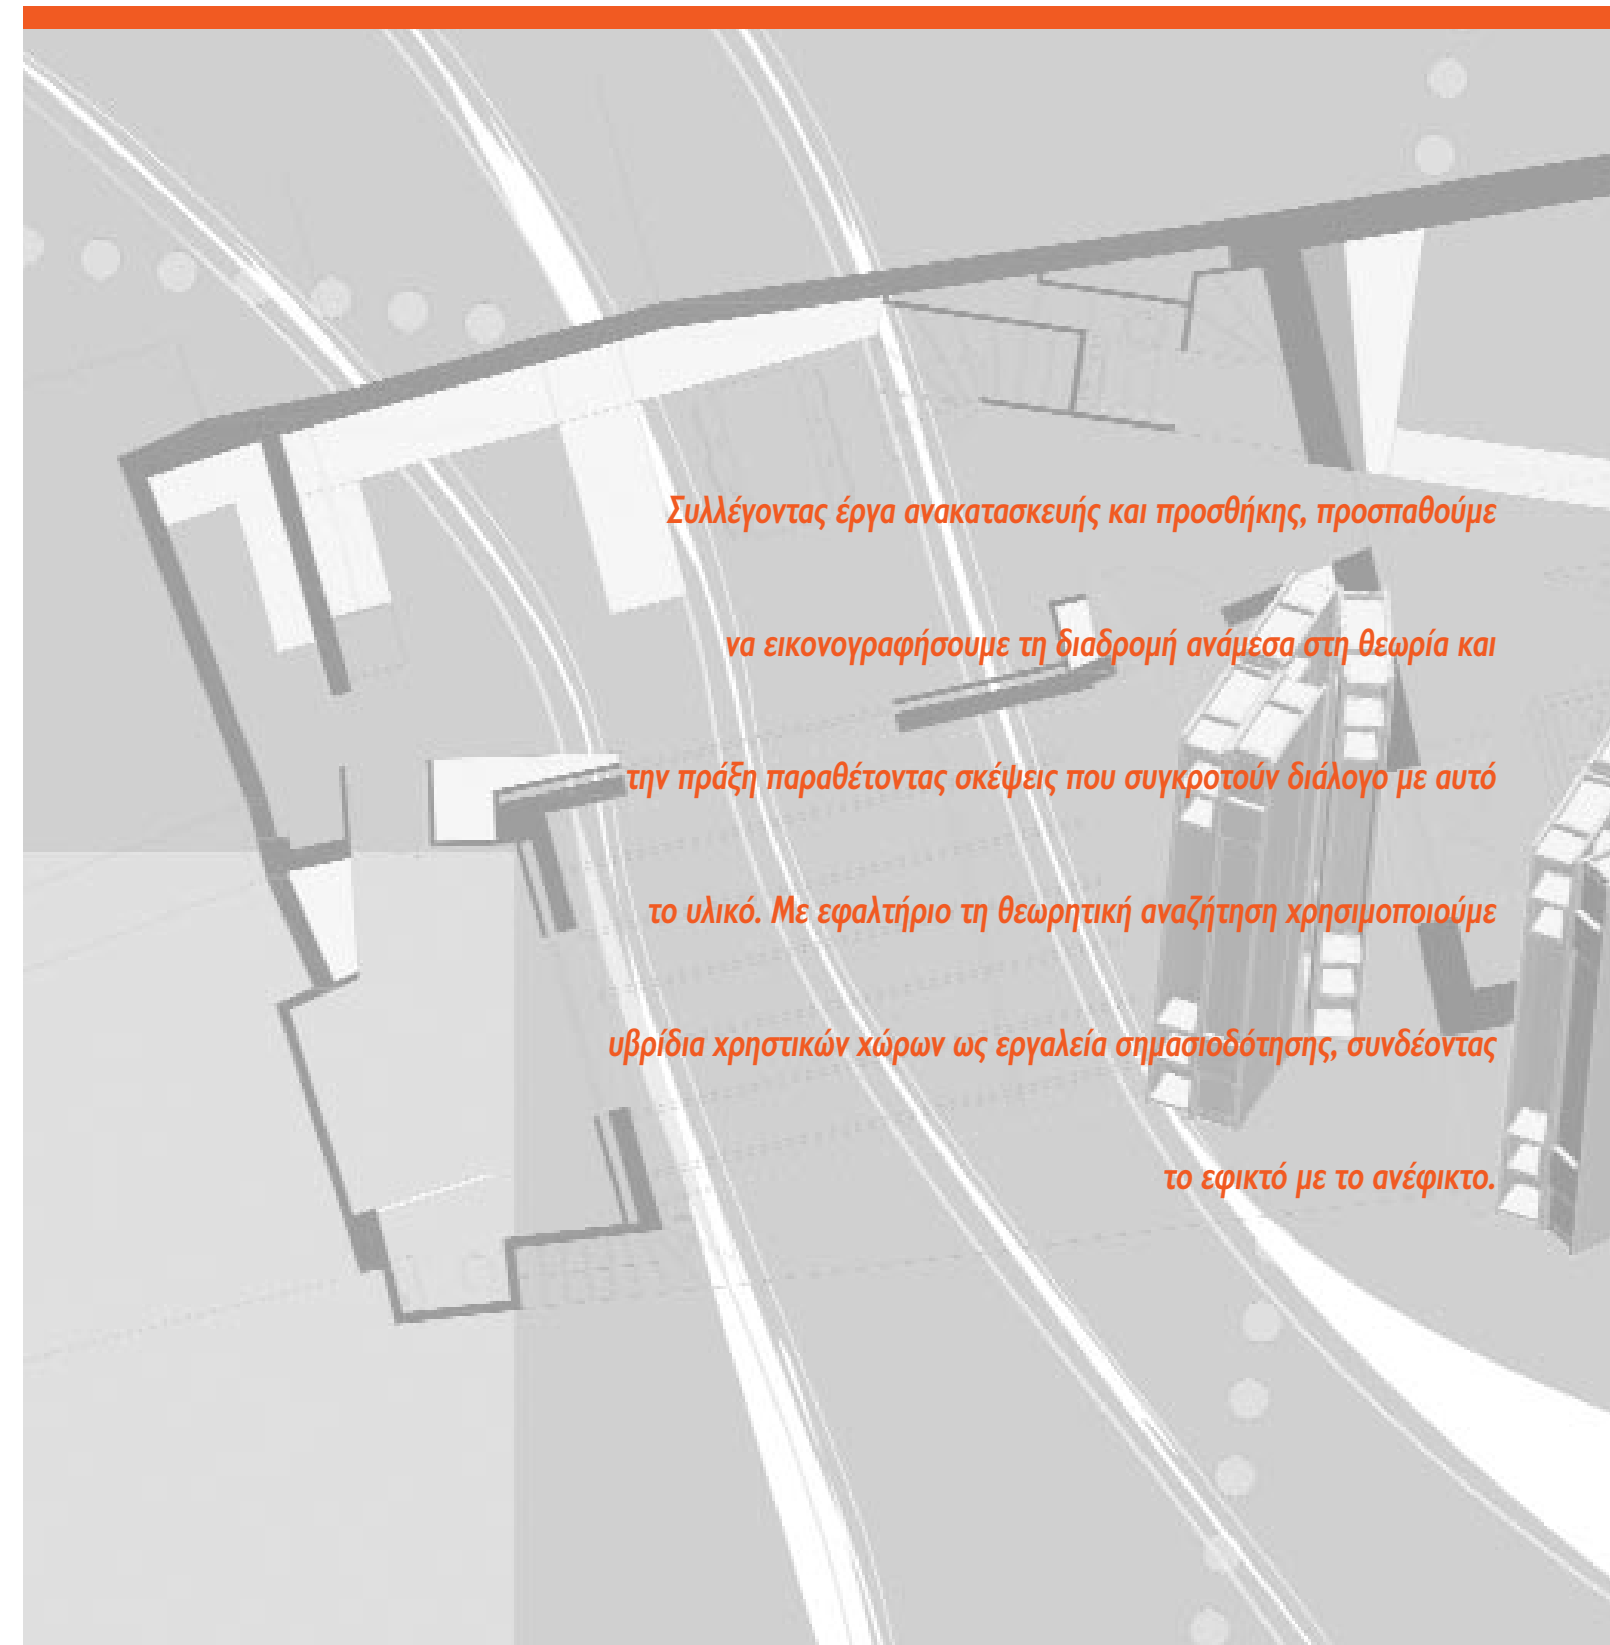 Συλλέγοντας έργα ανακατασκευής και προσθήκης, προσπαθούμε
να εικονογραφήσουμε τη διαδρομή ανάμεσα στη θεωρία και
την πράξη παραθέτοντας σκέψεις που συγκροτούν διάλογο με αυτό
το υλικό. Με εφαλτήριο τη θεωρητική αναζήτηση χρησιμοποιούμε
υβρίδια χρηστικών χώρων ως εργαλεία σημασιοδότησης, συνδέοντας
το εφικτό με το ανέφικτο.